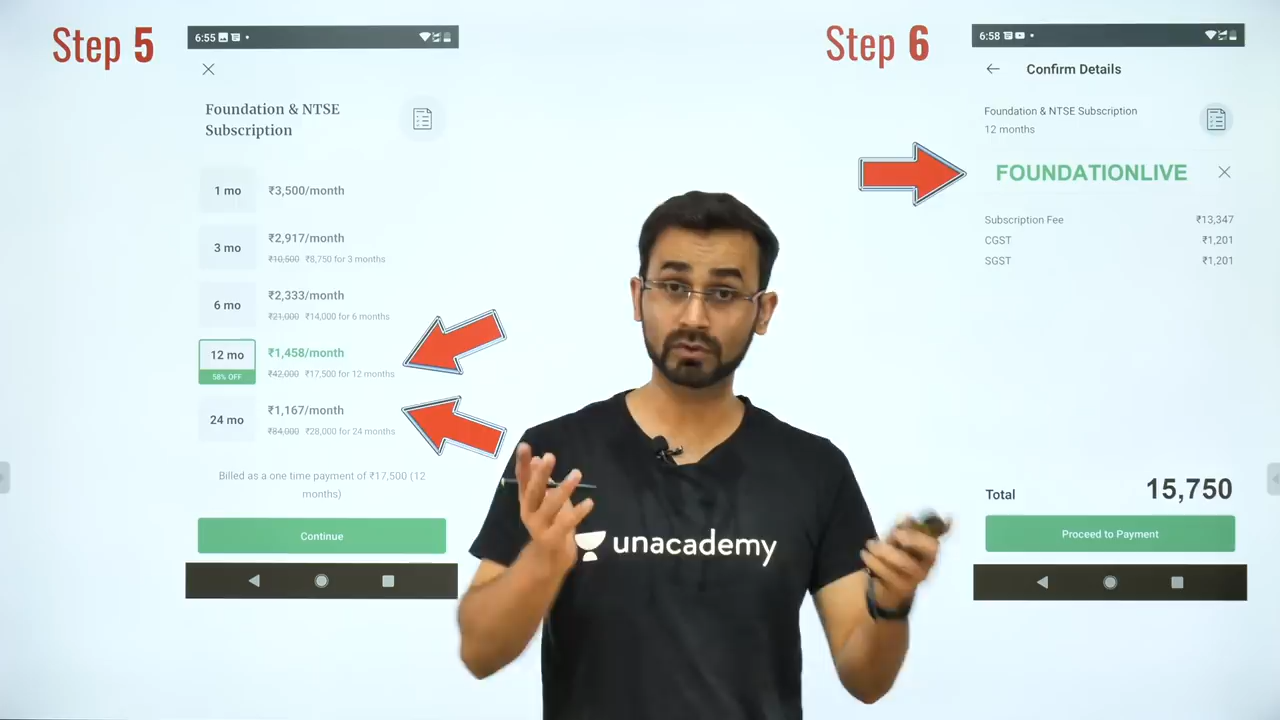 Step 5
6:55
Foundation & NTSE
Subscription
1 mo
₹3,500/month
3 mo
₹2,917/month
₹10,500 ₹8,750 for 3 months
6 mo
₹2,333/month
₹21,000 ₹14,000 for 6 months
12 mo
58% OFF
₹1,458/month
₹42,000 ₹17,500 for 12 months
24 mo
₹1,167/month
₹84,000 ₹28,000 for 24 months
Billed as a one time payment of ₹17,500 (12
months)
Continue
unacademy
Step 6
6:58
Confirm Details
Foundation & NTSE Subscription
12 months
FOUNDATIONLIVE
Subscription Fee ₹13,347
CGST ₹1,201
SGST ₹1,201
Total 15,750
Proceed to Payment